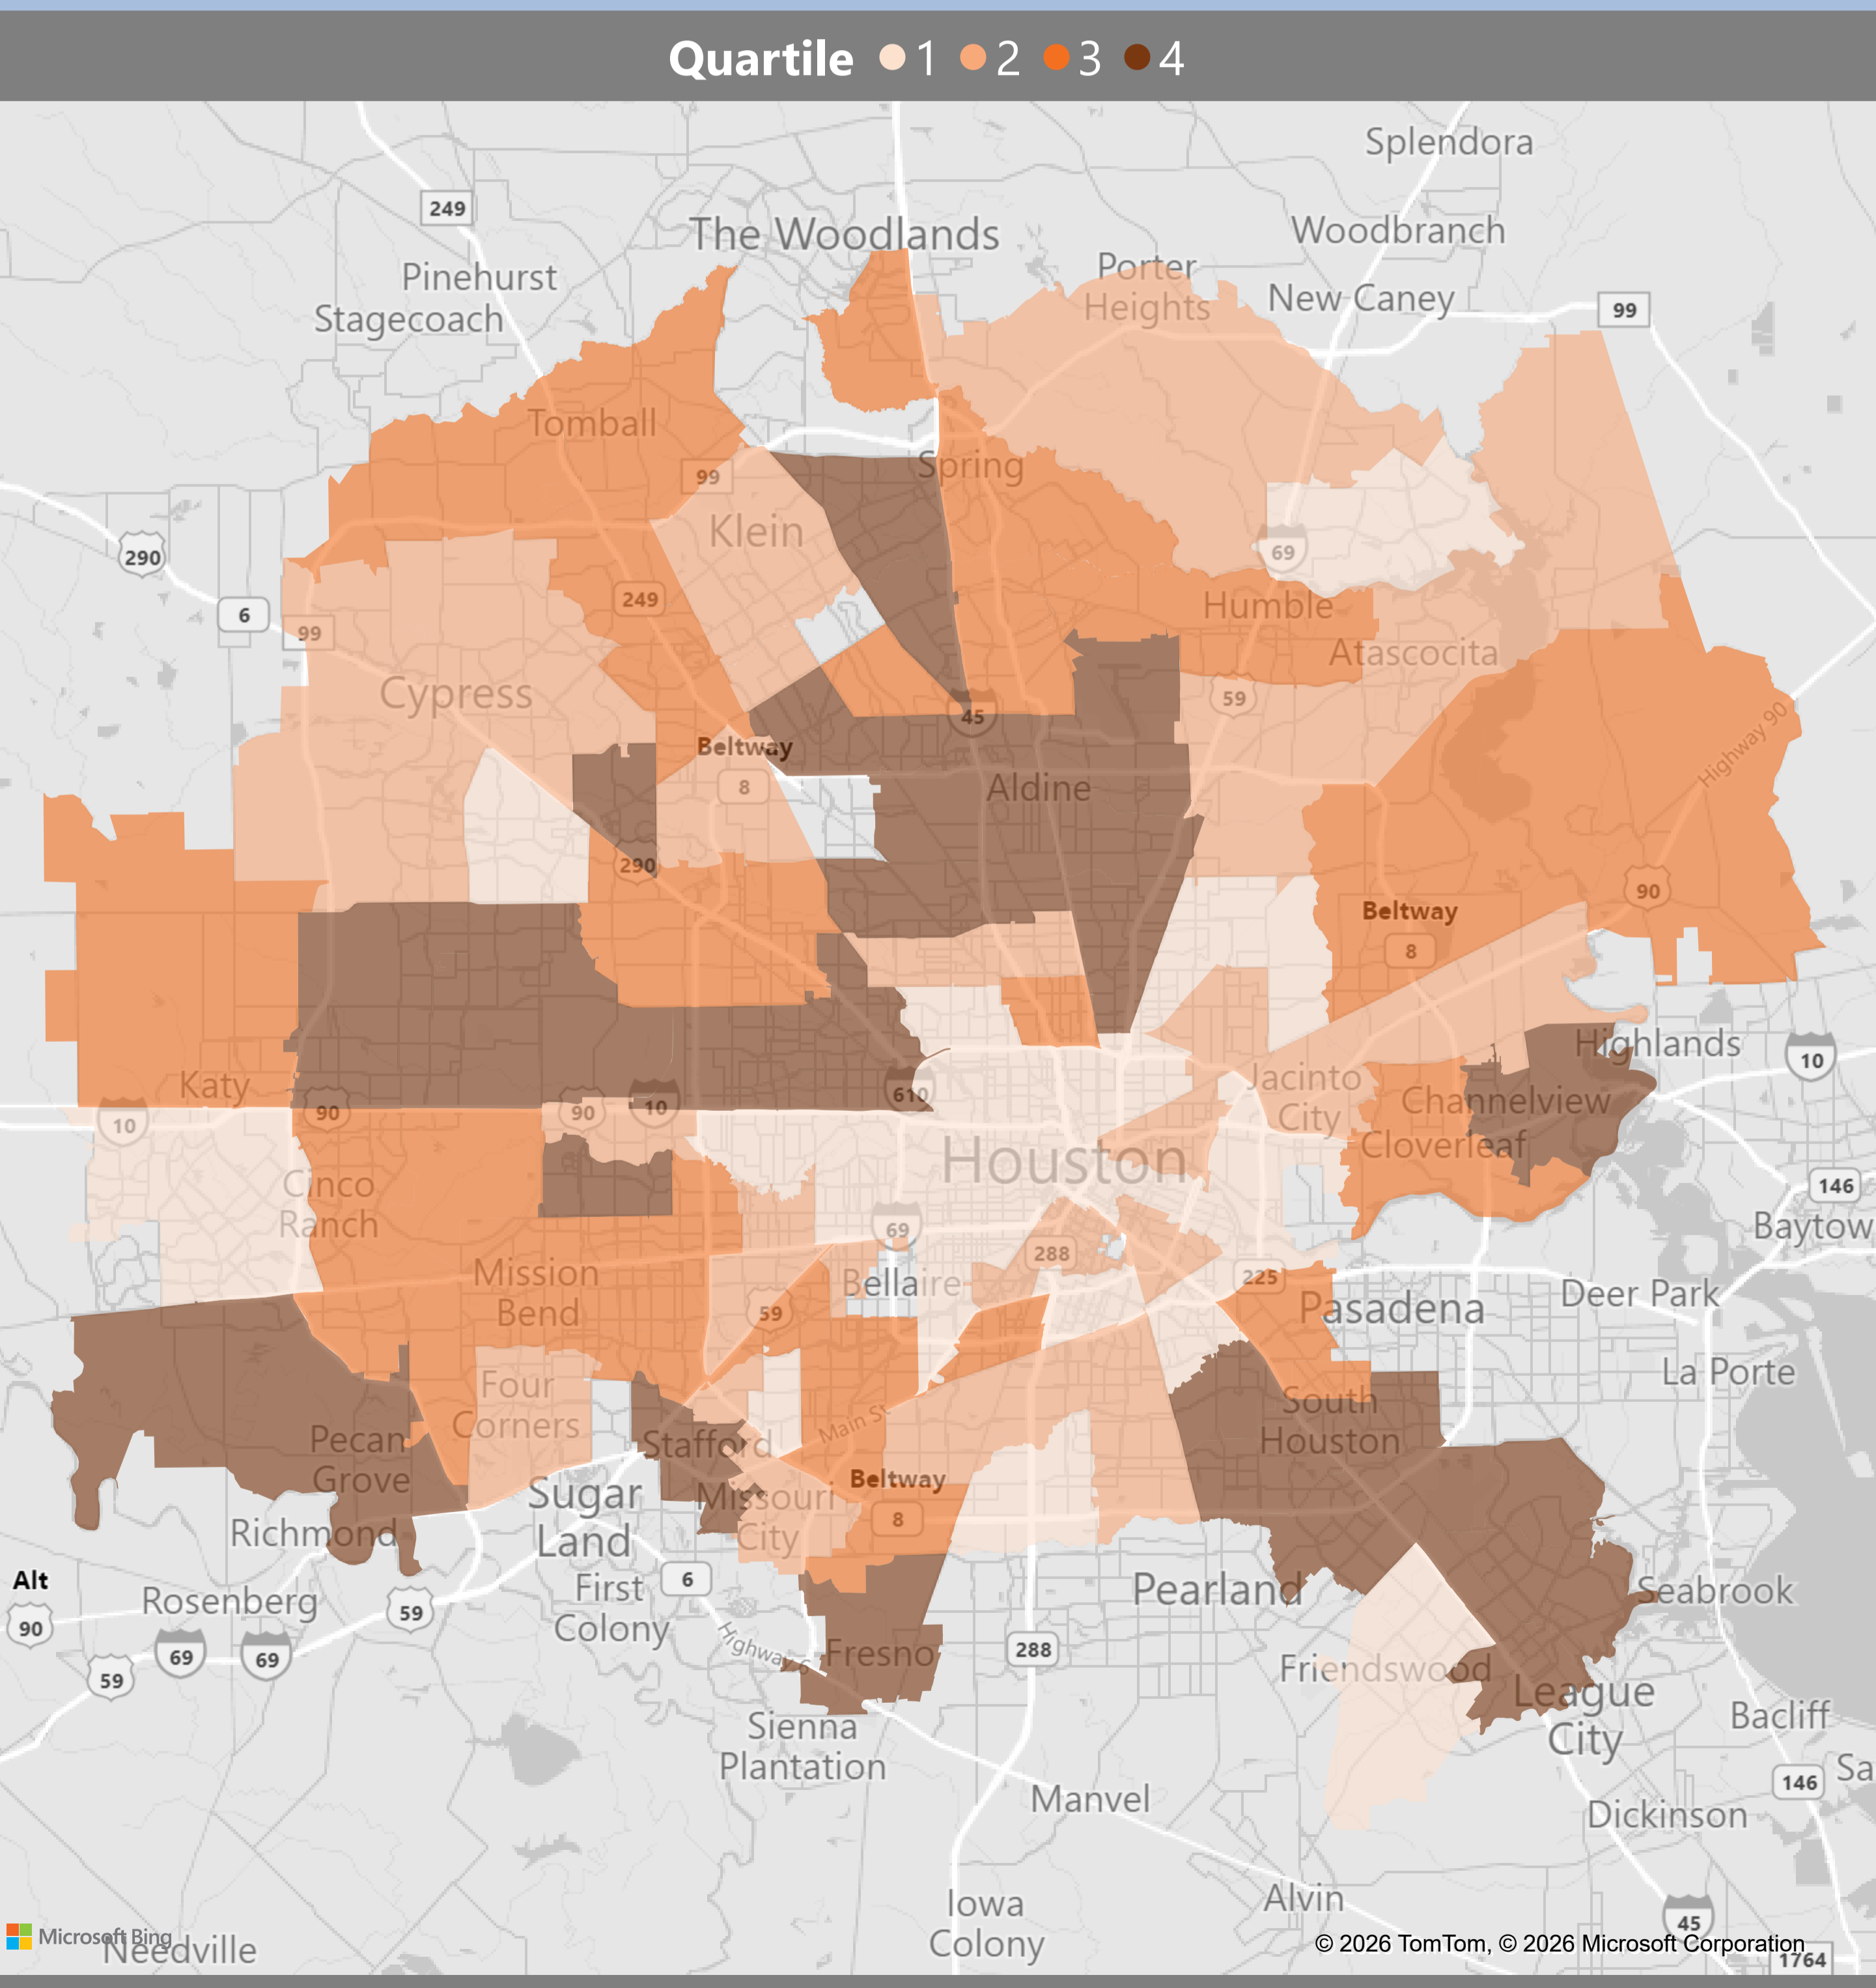 Quartile 1 2 3 4
Splendora
249
The Woodlands
Woodbranch
Pinehurst
Porter
Heights
New Caney
Stagecoach
99
Tomball
Spring
99
Klein
290
69
249
Humble
6
99
Atascocita
Cypress
59
45
Highway 90
Beltway
8
Aldine
290
90
Beltway
8
Highlands
10
Katy
Jacinto
City
90
90
10
610
Channelview
10
Cloverleaf
Houston
146
Cinco
Ranch
69
Baytow
288
Mission
Bend
Bellaire
225
59
Deer Park
Pasadena
La Porte
Four
Corners
South
Houston
Main St
Pecan
Grove
Stafford
Beltway
8
Missouri
City
Sugar
Land
Richmond
Alt
90
6
First
Colony
Pearland
Seabrook
Rosenberg
59
69
69
59
Highway 6
Fresno
288
Friendswood
League
City
Bacliff
Sienna
Plantation
146
Sa
Manvel
Dickinson
Alvin
Iowa
Colony
45
Microsoft Bing
Needville
© 2026 TomTom, © 2026 Microsoft Corporation
1764